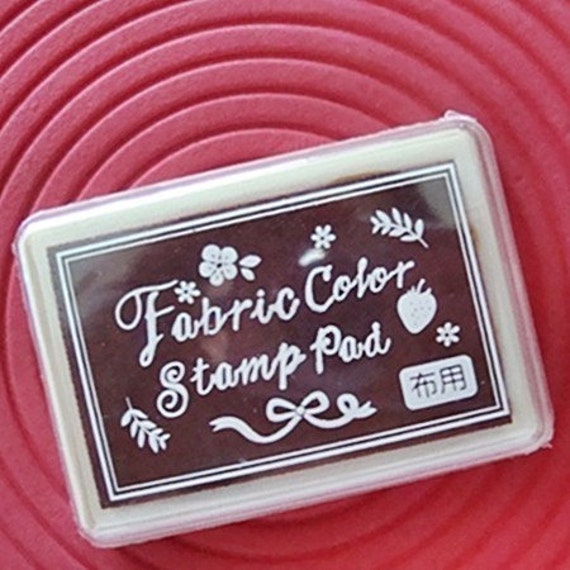 Fabric Color
Stamp Pad
布用